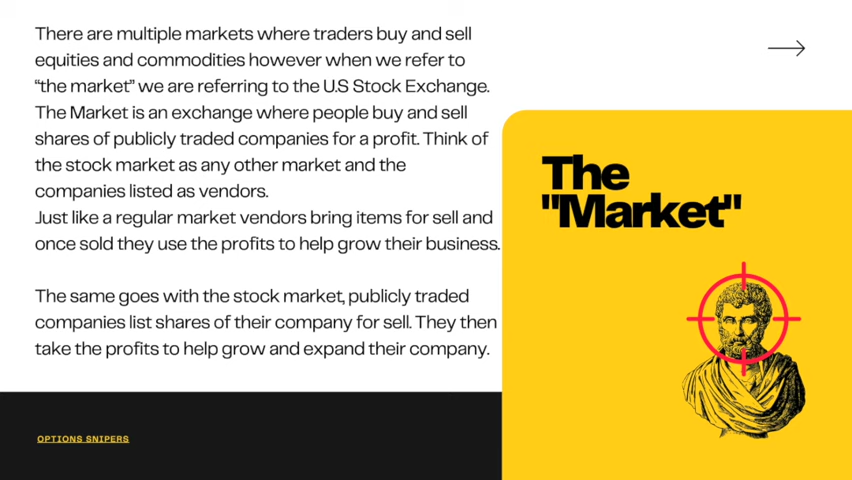 There are multiple markets where traders buy and sell
equities and commodities however when we refer to
“the market” we are referring to the U.S Stock Exchange.
The Market is an exchange where people buy and sell
shares of publicly traded companies for a profit. Think of
the stock market as any other market and the
companies listed as vendors.
Just like a regular market vendors bring items for sell and
once sold they use the profits to help grow their business.
The same goes with the stock market, publicly traded
companies list shares of their company for sell. They then
take the profits to help grow and expand their company.
The
"Market"
OPTIONS SNIPERS